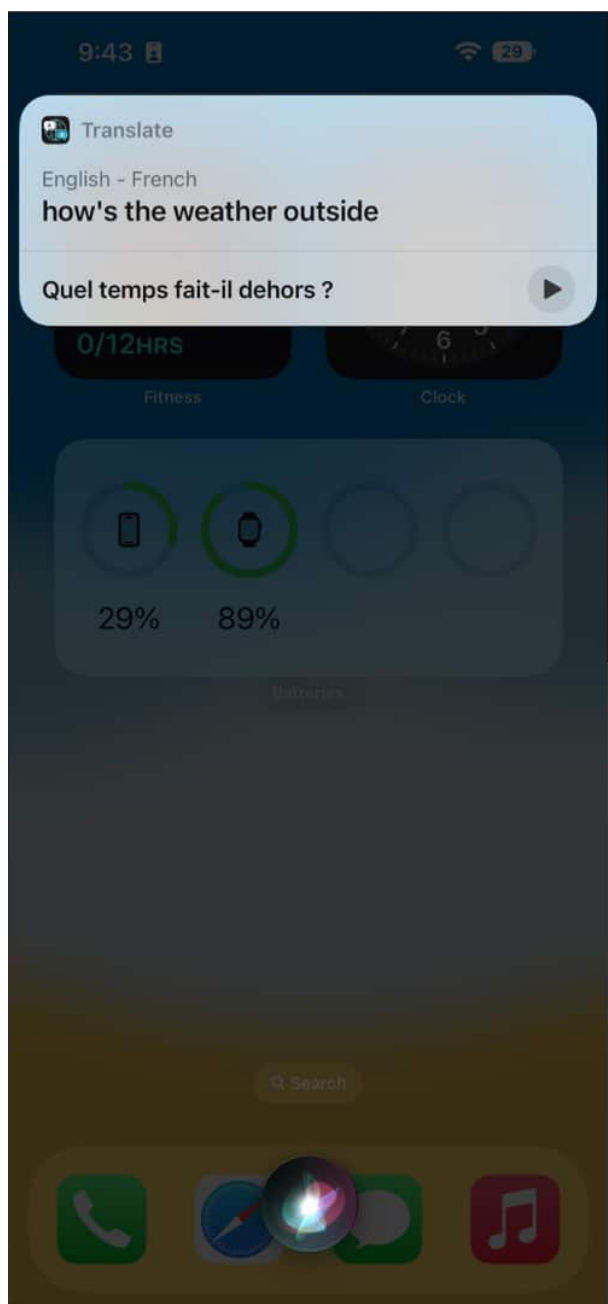 9:43 29
Translate
English - French
how's the weather outside
Quel temps fait-il dehors ?
0/12HRS
6 5
Fitness Clock
29% 89%
Batteries
Search